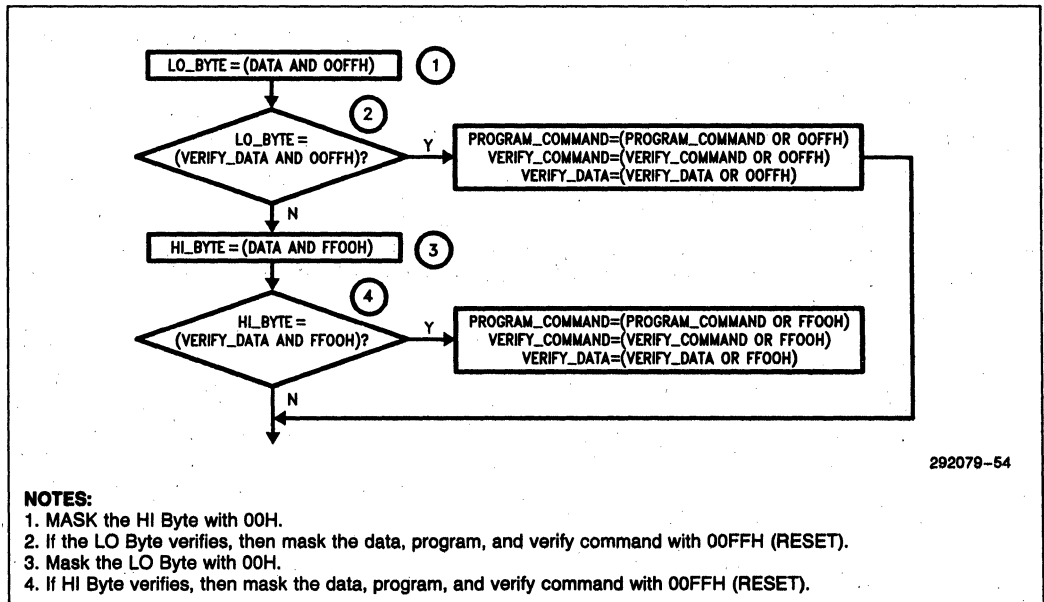 LO_BYTE = (DATA AND 00FFH)
1
2
LO_BYTE =
(VERIFY_DATA AND 00FFH)?
Y
PROGRAM_COMMAND=(PROGRAM_COMMAND OR 00FFH)
VERIFY_COMMAND=(VERIFY_COMMAND OR 00FFH)
VERIFY_DATA=(VERIFY_DATA OR 00FFH)
N
HI_BYTE = (DATA AND FF00H)
3
4
HI_BYTE =
(VERIFY_DATA AND FF00H)?
Y
PROGRAM_COMMAND=(PROGRAM_COMMAND OR FF00H)
VERIFY_COMMAND=(VERIFY_COMMAND OR FF00H)
VERIFY_DATA=(VERIFY_DATA OR FF00H)
N
292079-54
NOTES:
1. MASK the HI Byte with 00H.
2. If the LO Byte verifies, then mask the data, program, and verify command with 00FFH (RESET).
3. Mask the LO Byte with 00H.
4. If HI Byte verifies, then mask the data, program, and verify command with 00FFH (RESET).